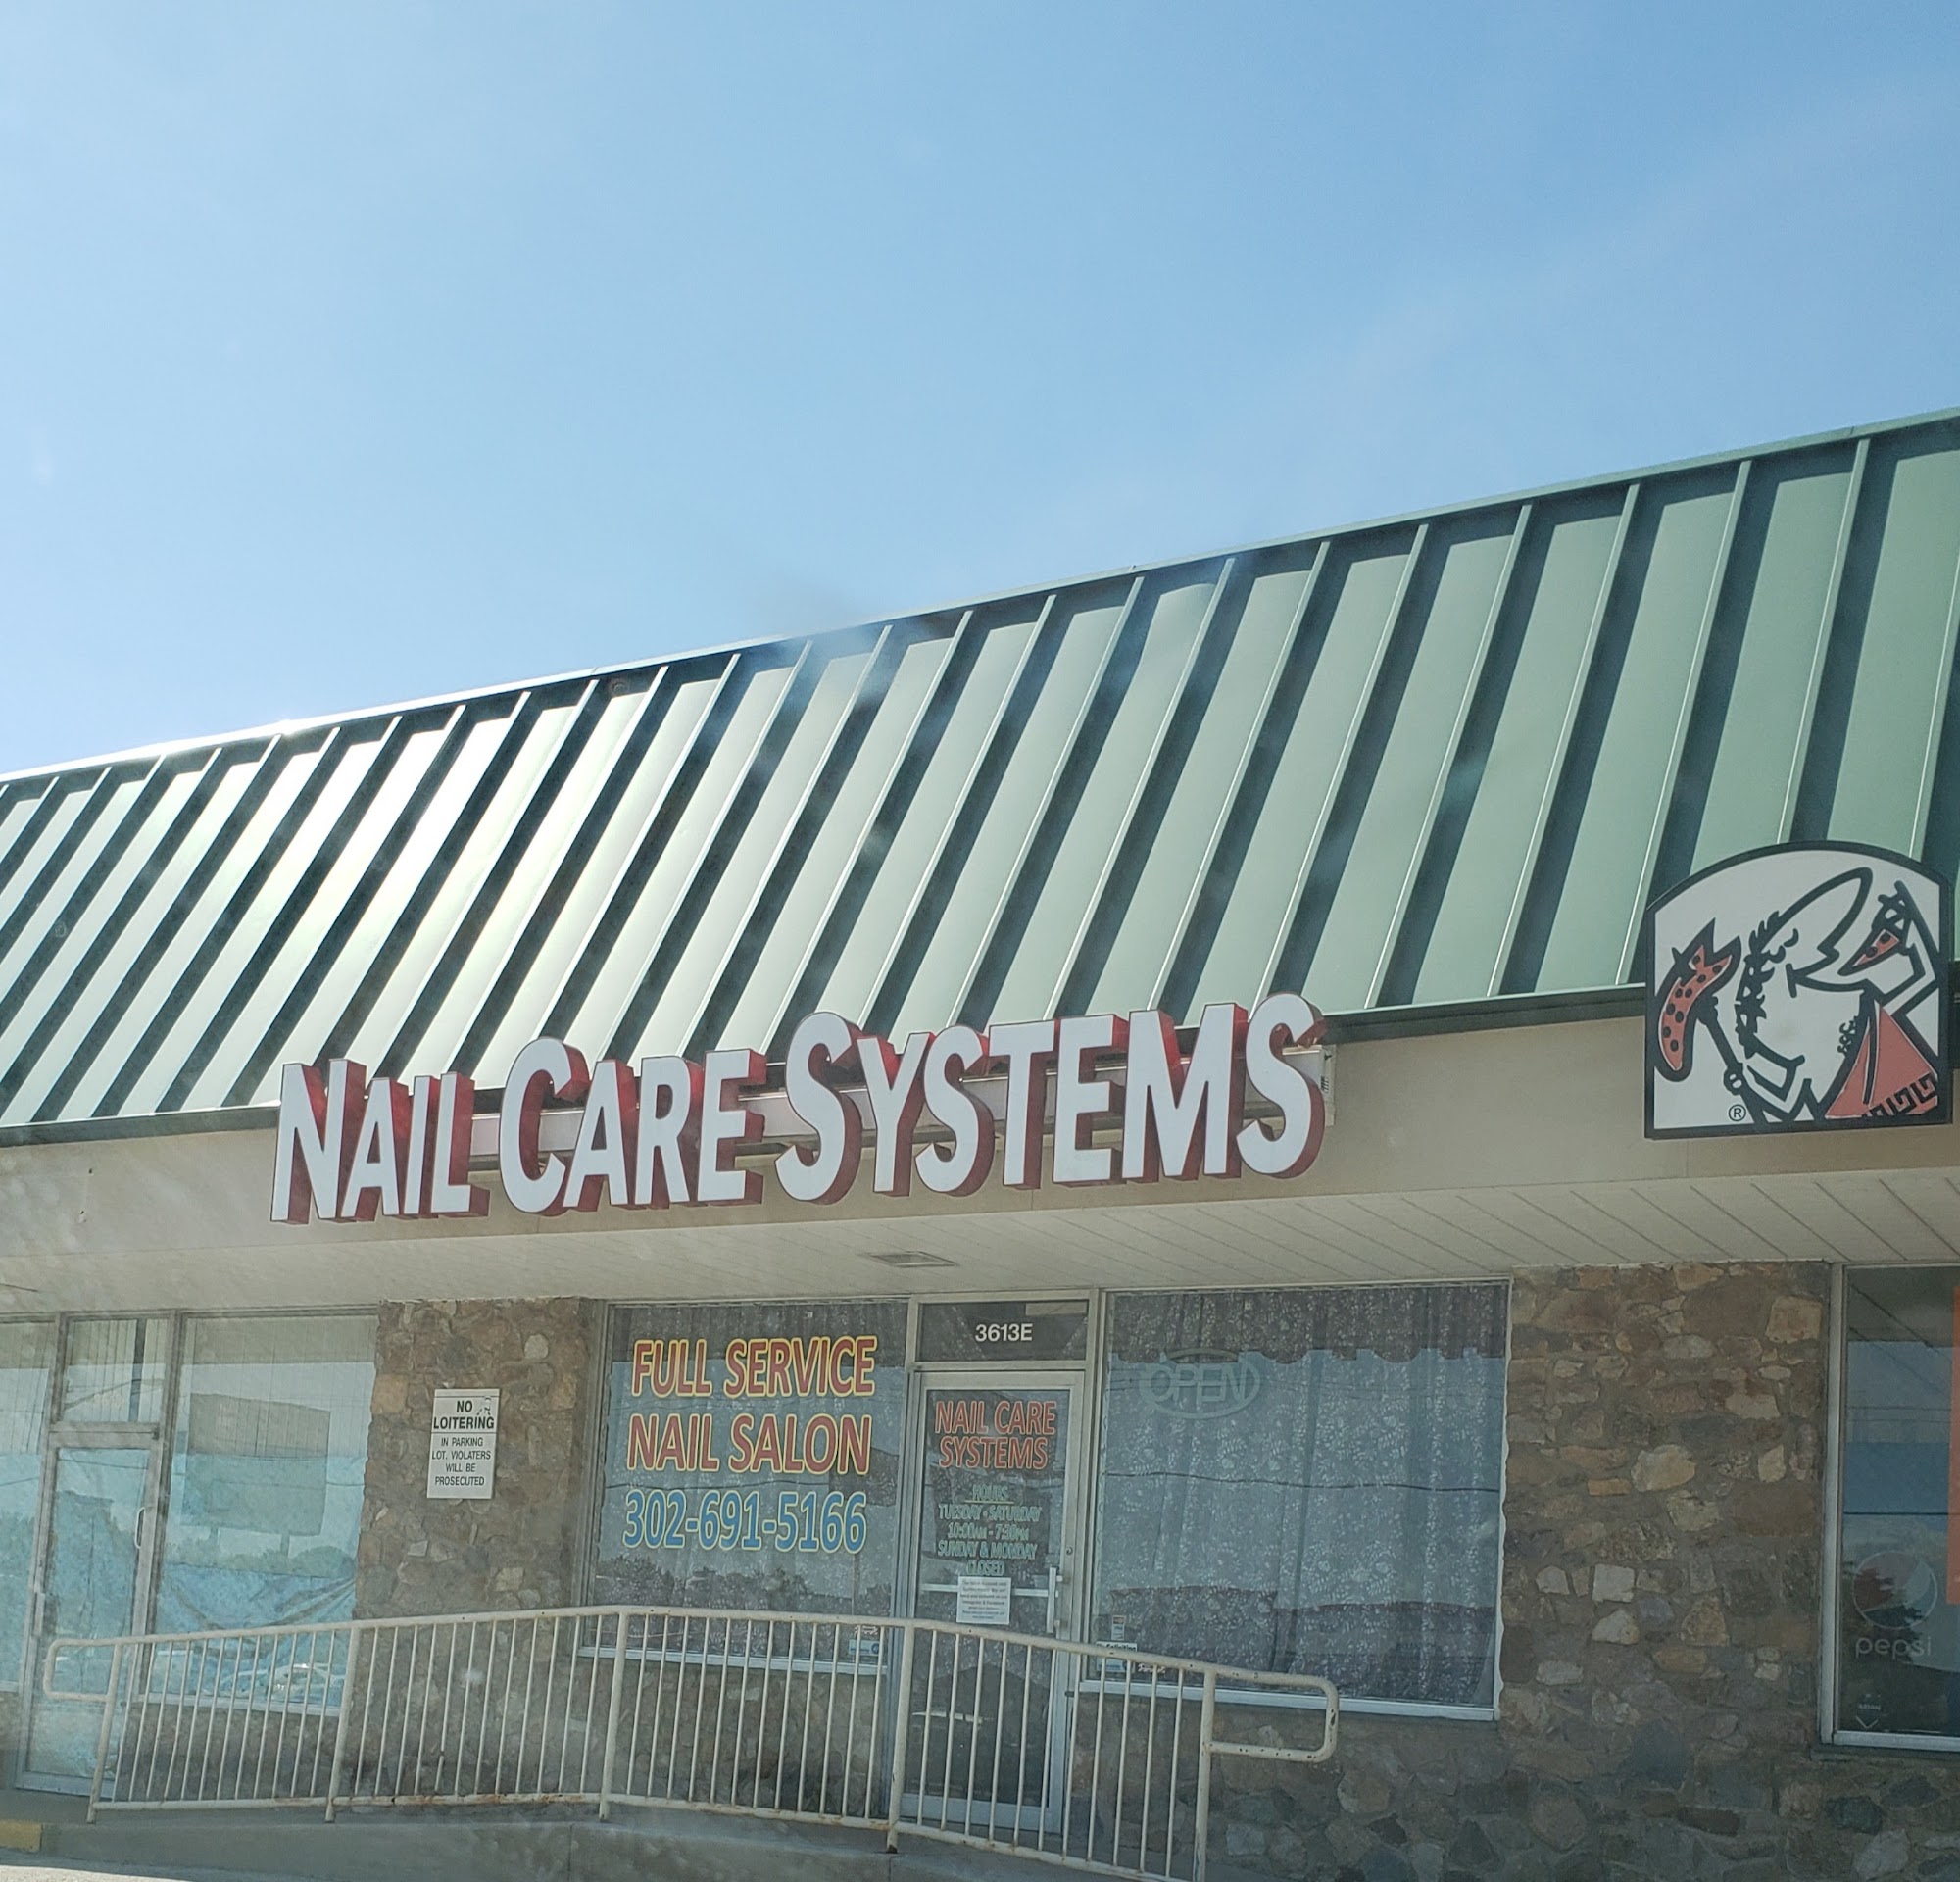 NAIL CARE SYSTEMS
®
3613E
FULL SERVICE
NAIL SALON
302-691-5166
OPEN
NAIL CARE
SYSTEMS
HOURS
TUESDAY - SATURDAY
10:00AM - 7:30PM
SUNDAY & MONDAY
CLOSED
NO
LOITERING
IN PARKING
LOT. VIOLATERS
WILL BE
PROSECUTED
pepsi